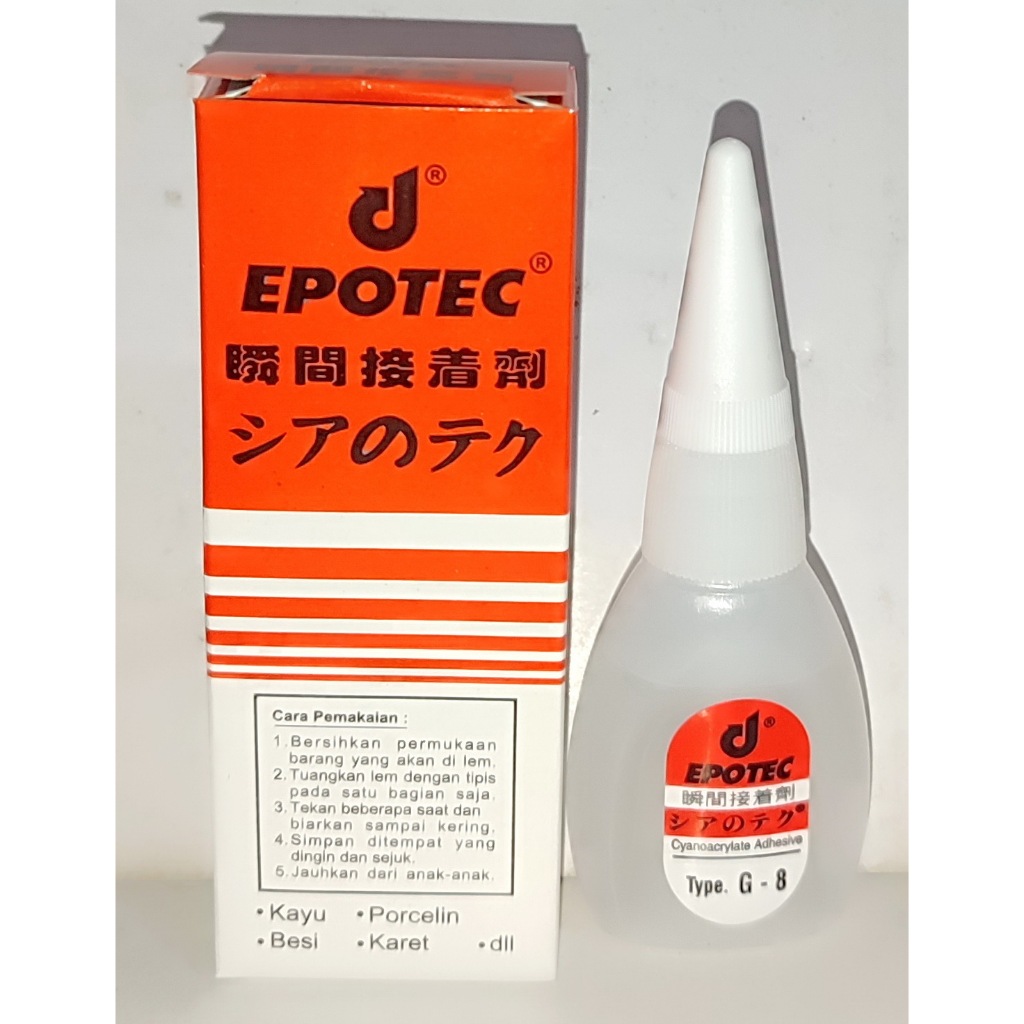 ®
EPOTEC®
瞬間接着劑
シアのテク
Cara Pemakaian :
1. Bersihkan permukaan
barang yang akan di lem.
2. Tuangkan lem dengan tipis
pada satu bagian saja.
3. Tekan beberapa saat dan
biarkan sampai kering.
4. Simpan ditempat yang
dingin dan sejuk.
5. Jauhkan dari anak-anak.
• Kayu • Porcelin
• Besi • Karet • dll
®
EPOTEC
瞬間接着劑
シアのテク
Cyanoacrylate Adhesive
Type. G - 8